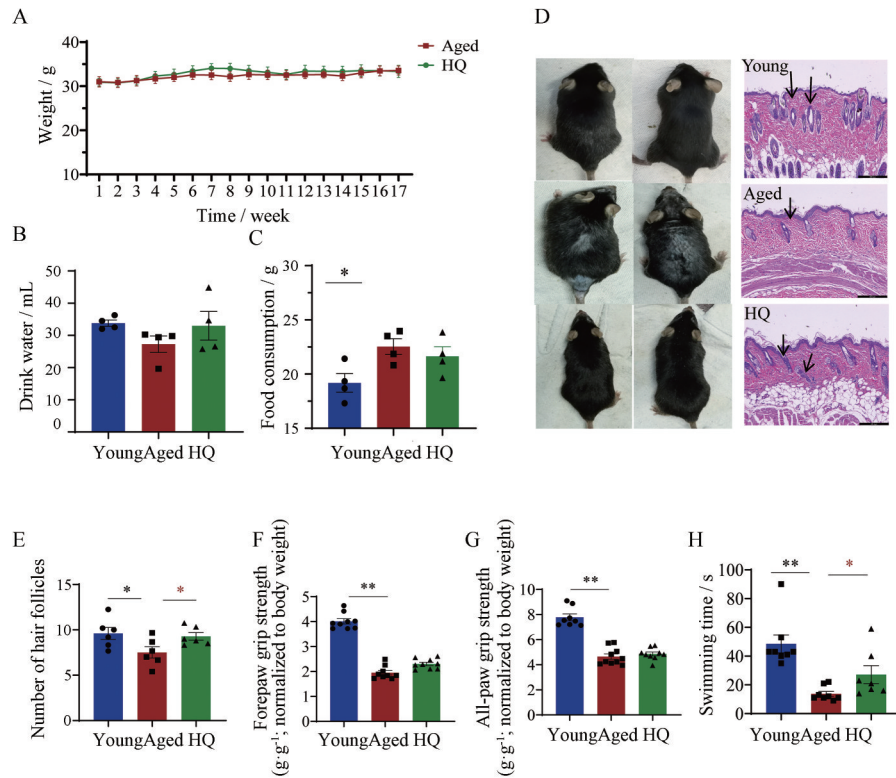 A
Aged
HQ
Weight / g
40
30
20
10
1 2 3 4 5 6 7 8 9 10 11 12 13 14 15 16 17
Time / week
B
Drink water / mL
50
40
30
20
10
0
YoungAged HQ
C
Food consumption / g
25
22
19
15
*
YoungAged HQ
D
Young
Aged
HQ
E
Number of hair follicles
15
10
5
0
*
*
YoungAged HQ
F
Forepaw grip strength
(g·g⁻¹; normalized to body weight)
5
4
3
2
1
0
**
YoungAged HQ
G
All-paw grip strength
(g·g⁻¹; normalized to body weight)
10
8
6
4
2
0
**
YoungAged HQ
H
Swimming time / s
100
80
60
40
20
0
**
*
YoungAged HQ